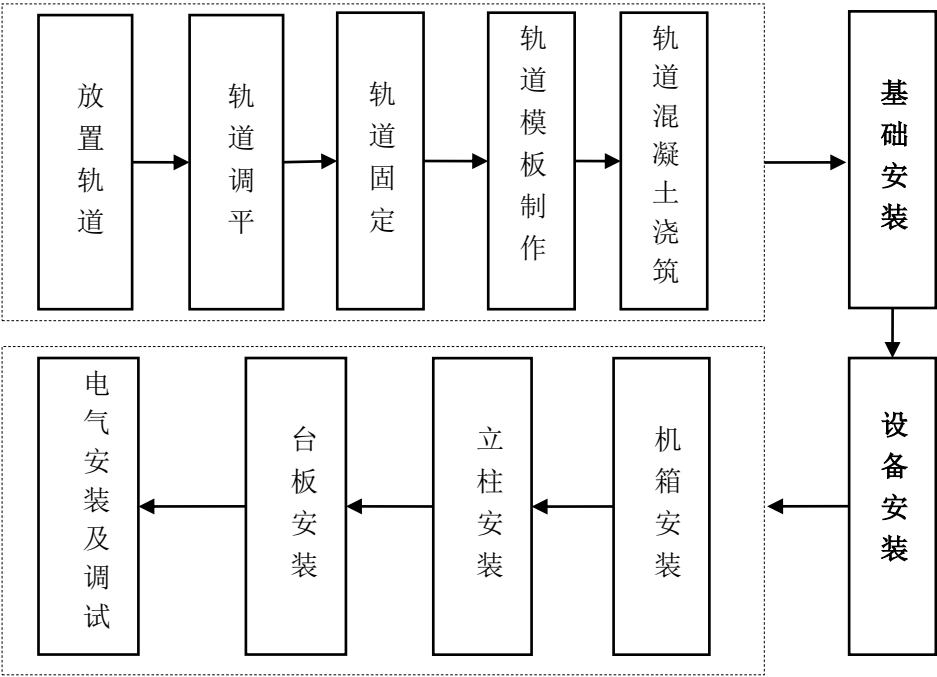 放置轨道
轨道调平
轨道固定
轨道模板制作
轨道混凝土浇筑
基础安装
设备安装
机箱安装
立柱安装
台板安装
电气安装及调试